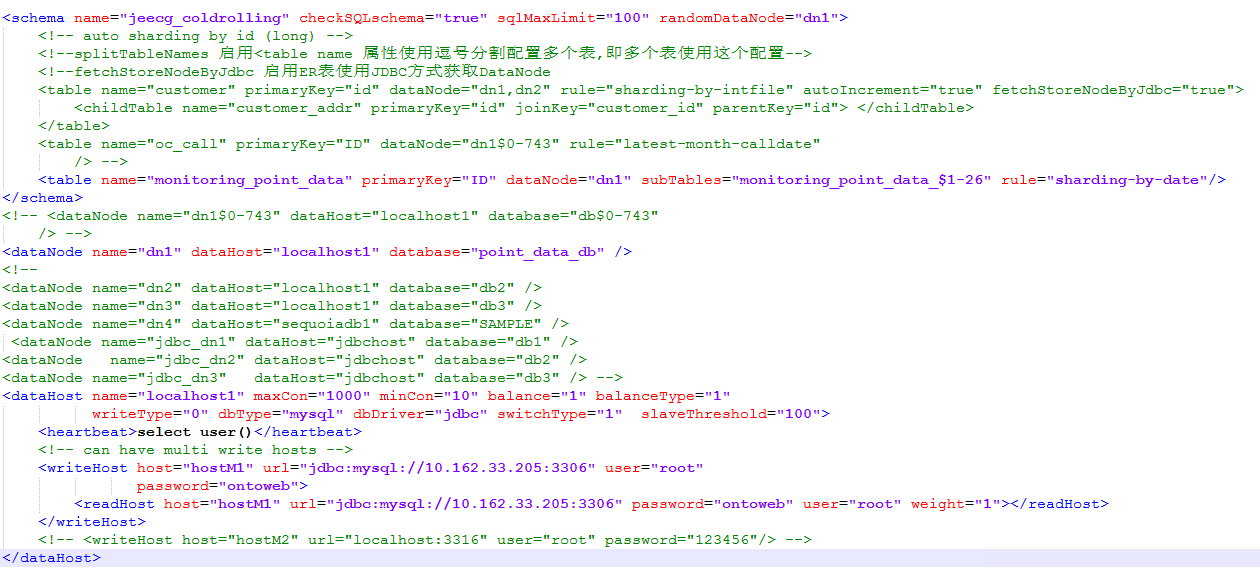 <schema name="jeecg_coldrolling" checkSQLschema="true" sqlMaxLimit="100" randomDataNode="dn1">
    <!-- auto sharding by id (long) -->
    <!--splitTableNames 启用<table name 属性使用逗号分割配置多个表,即多个表使用这个配置-->
    <!--fetchStoreNodeByJdbc 启用ER表使用JDBC方式获取DataNode
    <table name="customer" primaryKey="id" dataNode="dn1,dn2" rule="sharding-by-intfile" autoIncrement="true" fetchStoreNodeByJdbc="true">
        <childTable name="customer_addr" primaryKey="id" joinKey="customer_id" parentKey="id"> </childTable>
    </table>
    <table name="oc_call" primaryKey="ID" dataNode="dn1$0-743" rule="latest-month-calldate"
        /> -->
    <table name="monitoring_point_data" primaryKey="ID" dataNode="dn1" subTables="monitoring_point_data_$1-26" rule="sharding-by-date"/>
</schema>
<!-- <dataNode name="dn1$0-743" dataHost="localhost1" database="db$0-743"
    /> -->
<dataNode name="dn1" dataHost="localhost1" database="point_data_db" />
<!--
<dataNode name="dn2" dataHost="localhost1" database="db2" />
<dataNode name="dn3" dataHost="localhost1" database="db3" />
<dataNode name="dn4" dataHost="sequoiadb1" database="SAMPLE" />
 <dataNode name="jdbc_dn1" dataHost="jdbchost" database="db1" />
<dataNode   name="jdbc_dn2" dataHost="jdbchost" database="db2" />
<dataNode name="jdbc_dn3"   dataHost="jdbchost" database="db3" /> -->
<dataHost name="localhost1" maxCon="1000" minCon="10" balance="1" balanceType="1"
          writeType="0" dbType="mysql" dbDriver="jdbc" switchType="1"  slaveThreshold="100">
    <heartbeat>select user()</heartbeat>
    <!-- can have multi write hosts -->
    <writeHost host="hostM1" url="jdbc:mysql://10.162.33.205:3306" user="root"
               password="ontoweb">
        <readHost host="hostM1" url="jdbc:mysql://10.162.33.205:3306" password="ontoweb" user="root" weight="1"></readHost>
    </writeHost>
    <!-- <writeHost host="hostM2" url="localhost:3316" user="root" password="123456"/> -->
</dataHost>